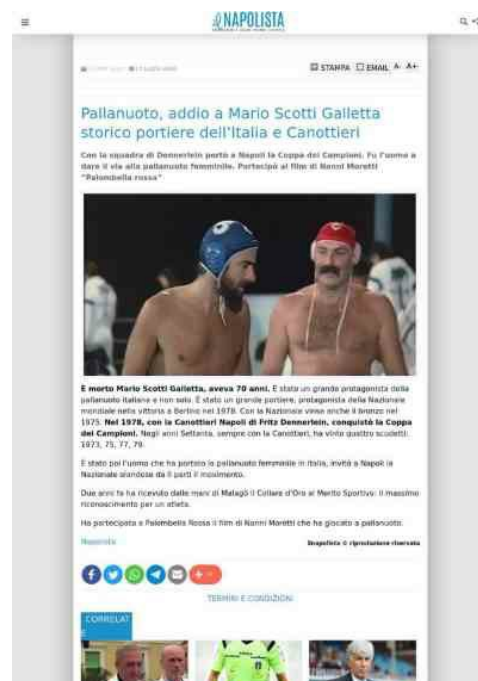 ilNAPOLISTA
STAMPA EMAIL A- A+
Pallanuoto, addio a Mario Scotti Galletta
storico portiere dell'Italia e Canottieri
Con la squadra di Dennerlein portò a Napoli la Coppa dei Campioni. Fu l'uomo a
dare il via alla pallanuoto femminile. Partecipò al film di Nanni Moretti
"Palombella rossa"
È morto Mario Scotti Galletta, aveva 70 anni. È stato un grande protagonista della
pallanuoto italiana e non solo. È stato un grande portiere, protagonista della Nazionale
mondiale nella vittoria a Berlino nel 1978. Con la Nazionale vinse anche il bronzo nel
1975. Nel 1978, con la Canottieri Napoli di Fritz Dennerlein, conquistò la Coppa
dei Campioni. Negli anni Settanta, sempre con la Canottieri, ha vinto quattro scudetti:
1973, 75, 77, 79.
È stato poi l'uomo che ha portato la pallanuoto femminile in Italia, invitò a Napoli la
Nazionale olandese da lì partì il movimento.
Due anni fa ha ricevuto dalle mani di Malagò il Collare d'Oro al Merito Sportivo: il massimo
riconoscimento per un atleta.
Ha partecipato a Palombella Rossa il film di Nanni Moretti che ha giocato a pallanuoto.
Napolista
ilnapolista © riproduzione riservata
TERMINI E CONDIZIONI
CORRELAT
E